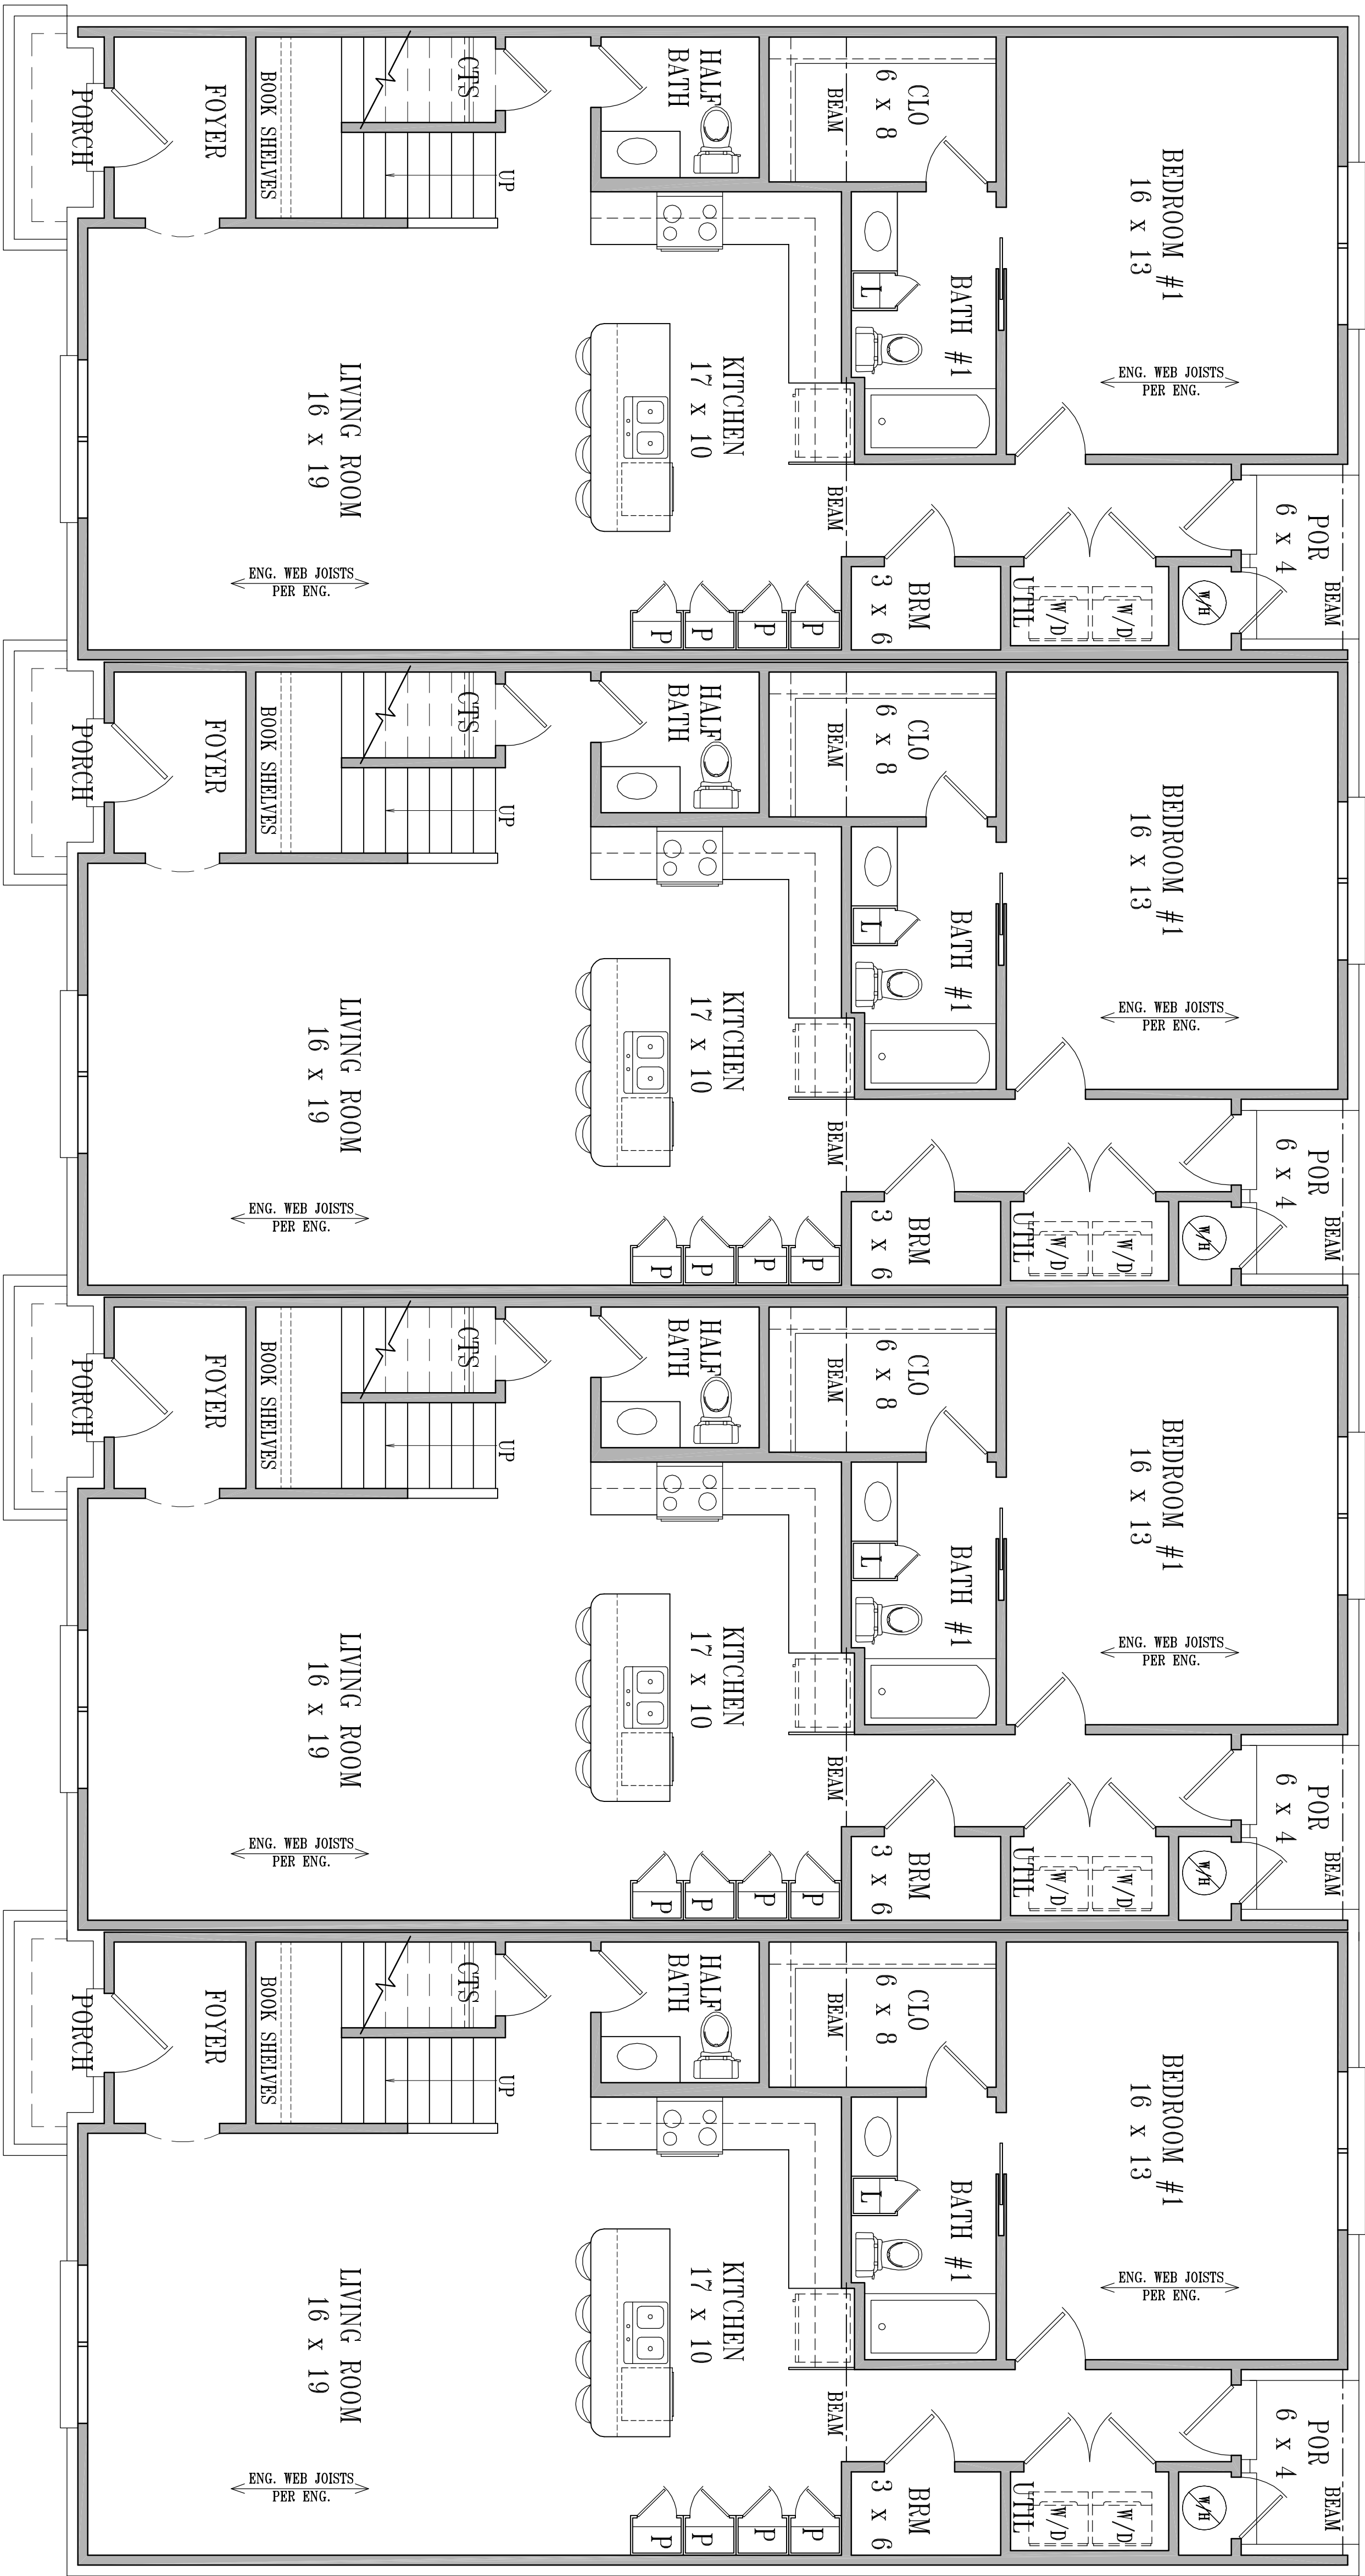 BEDROOM #1
16 x 13
ENG. WEB JOISTS
PER ENG.
POR
6 x 4
BEAM
CLO
6 x 8
BEAM
BATH #1
L
HALF
BATH
KITCHEN
17 x 10
BEAM
BRM
3 x 6
UTIL
W/D
W/D
W/H
P
P
P
P
CTS
UP
BOOK SHELVES
FOYER
PORCH
LIVING ROOM
16 x 19
ENG. WEB JOISTS
PER ENG.
BEDROOM #1
16 x 13
ENG. WEB JOISTS
PER ENG.
POR
6 x 4
BEAM
CLO
6 x 8
BEAM
BATH #1
L
HALF
BATH
KITCHEN
17 x 10
BEAM
BRM
3 x 6
UTIL
W/D
W/D
W/H
P
P
P
P
CTS
UP
BOOK SHELVES
FOYER
PORCH
LIVING ROOM
16 x 19
ENG. WEB JOISTS
PER ENG.
BEDROOM #1
16 x 13
ENG. WEB JOISTS
PER ENG.
POR
6 x 4
BEAM
CLO
6 x 8
BEAM
BATH #1
L
HALF
BATH
KITCHEN
17 x 10
BEAM
BRM
3 x 6
UTIL
W/D
W/D
W/H
P
P
P
P
CTS
UP
BOOK SHELVES
FOYER
PORCH
LIVING ROOM
16 x 19
ENG. WEB JOISTS
PER ENG.
BEDROOM #1
16 x 13
ENG. WEB JOISTS
PER ENG.
POR
6 x 4
BEAM
CLO
6 x 8
BEAM
BATH #1
L
HALF
BATH
KITCHEN
17 x 10
BEAM
BRM
3 x 6
UTIL
W/D
W/D
W/H
P
P
P
P
CTS
UP
BOOK SHELVES
FOYER
PORCH
LIVING ROOM
16 x 19
ENG. WEB JOISTS
PER ENG.